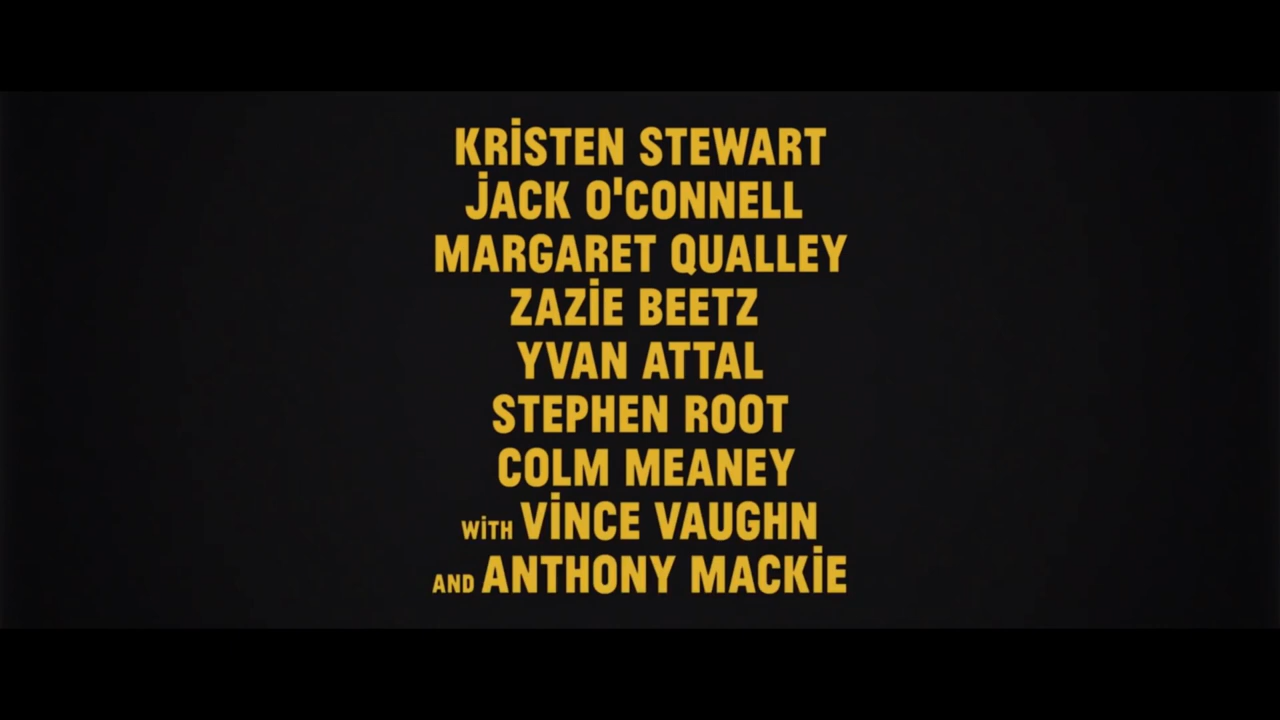 KRiSTEN STEWART
jACK O'CONNELL
MARGARET QUALLEY
ZAZiE BEETZ
YVAN ATTAL
STEPHEN ROOT
COLM MEANEY
WiTH ViNCE VAUGHN
AND ANTHONY MACKiE